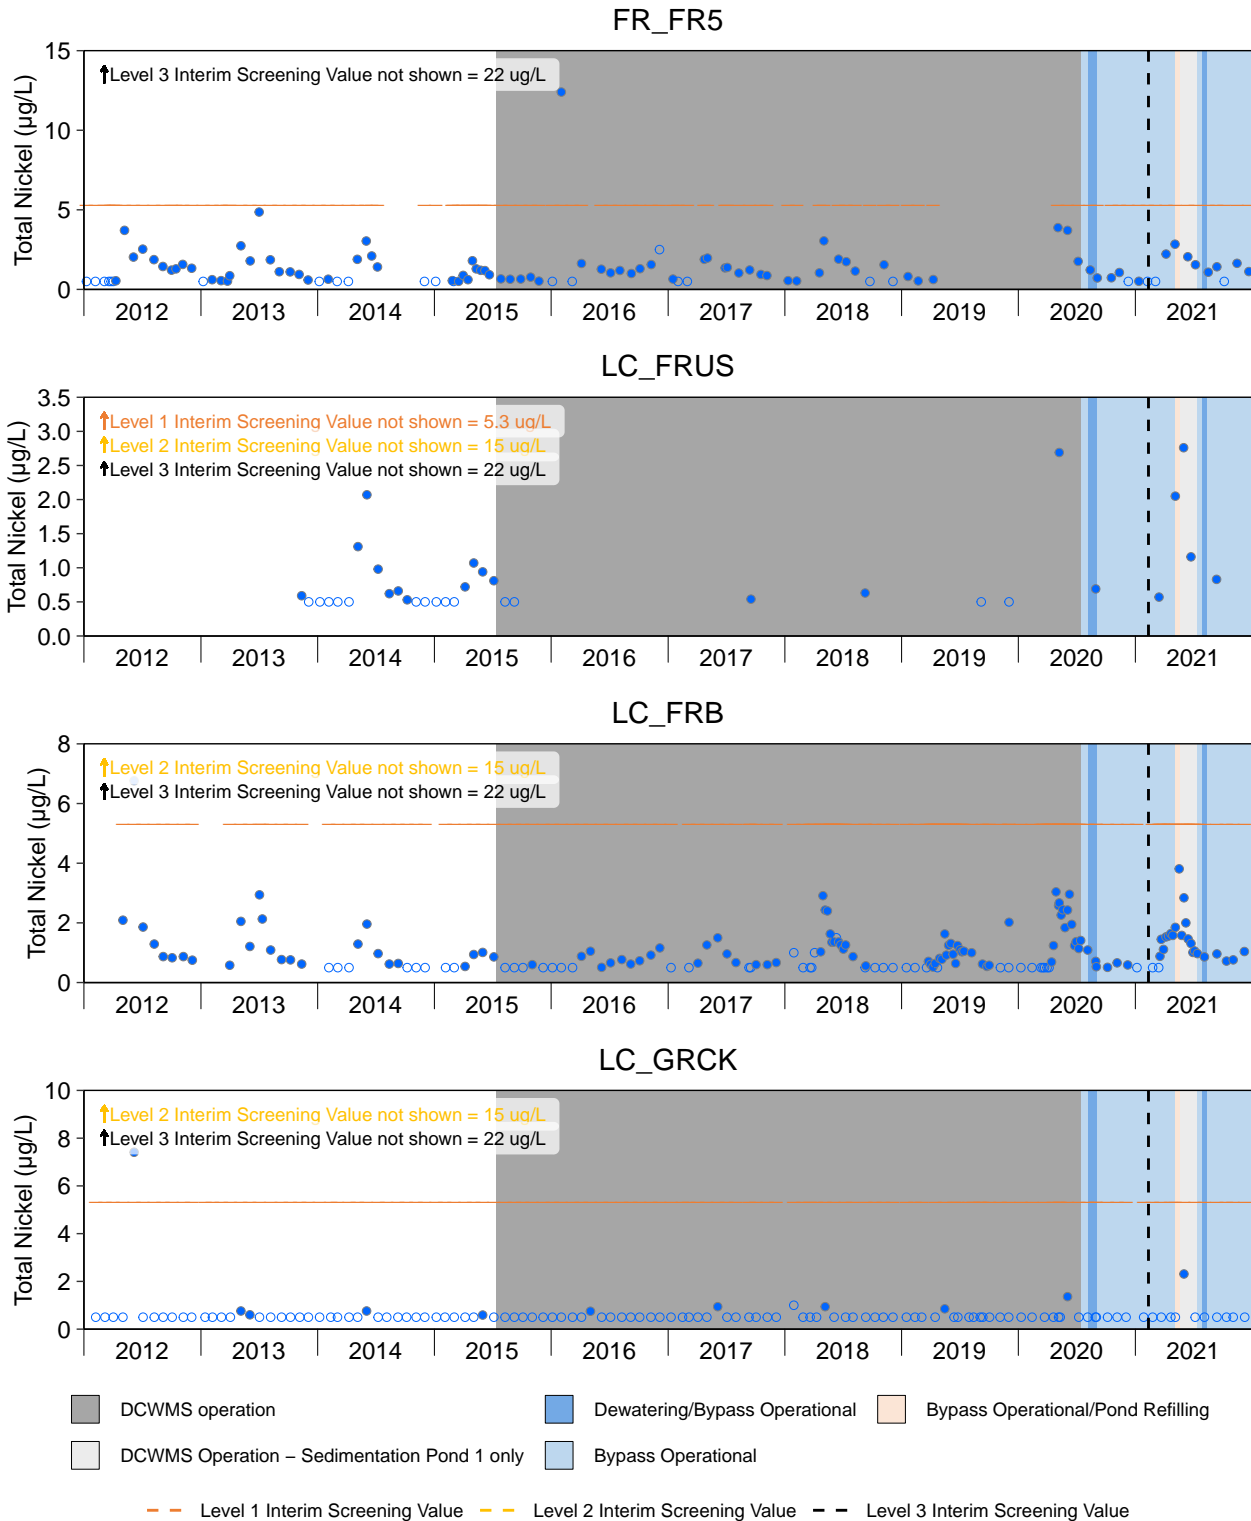 FR_FR5
Total Nickel (µg/L)
15
10
5
0
Level 3 Interim Screening Value not shown = 22 ug/L
2012 2013 2014 2015 2016 2017 2018 2019 2020 2021
LC_FRUS
Total Nickel (µg/L)
3.5
3.0
2.5
2.0
1.5
1.0
0.5
0.0
Level 1 Interim Screening Value not shown = 5.3 ug/L
Level 2 Interim Screening Value not shown = 15 ug/L
Level 3 Interim Screening Value not shown = 22 ug/L
2012 2013 2014 2015 2016 2017 2018 2019 2020 2021
LC_FRB
Total Nickel (µg/L)
8
6
4
2
0
Level 2 Interim Screening Value not shown = 15 ug/L
Level 3 Interim Screening Value not shown = 22 ug/L
2012 2013 2014 2015 2016 2017 2018 2019 2020 2021
LC_GRCK
Total Nickel (µg/L)
10
8
6
4
2
0
Level 2 Interim Screening Value not shown = 15 ug/L
Level 3 Interim Screening Value not shown = 22 ug/L
2012 2013 2014 2015 2016 2017 2018 2019 2020 2021
DCWMS operation Dewatering/Bypass Operational Bypass Operational/Pond Refilling
DCWMS Operation − Sedimentation Pond 1 only Bypass Operational
Level 1 Interim Screening Value Level 2 Interim Screening Value Level 3 Interim Screening Value